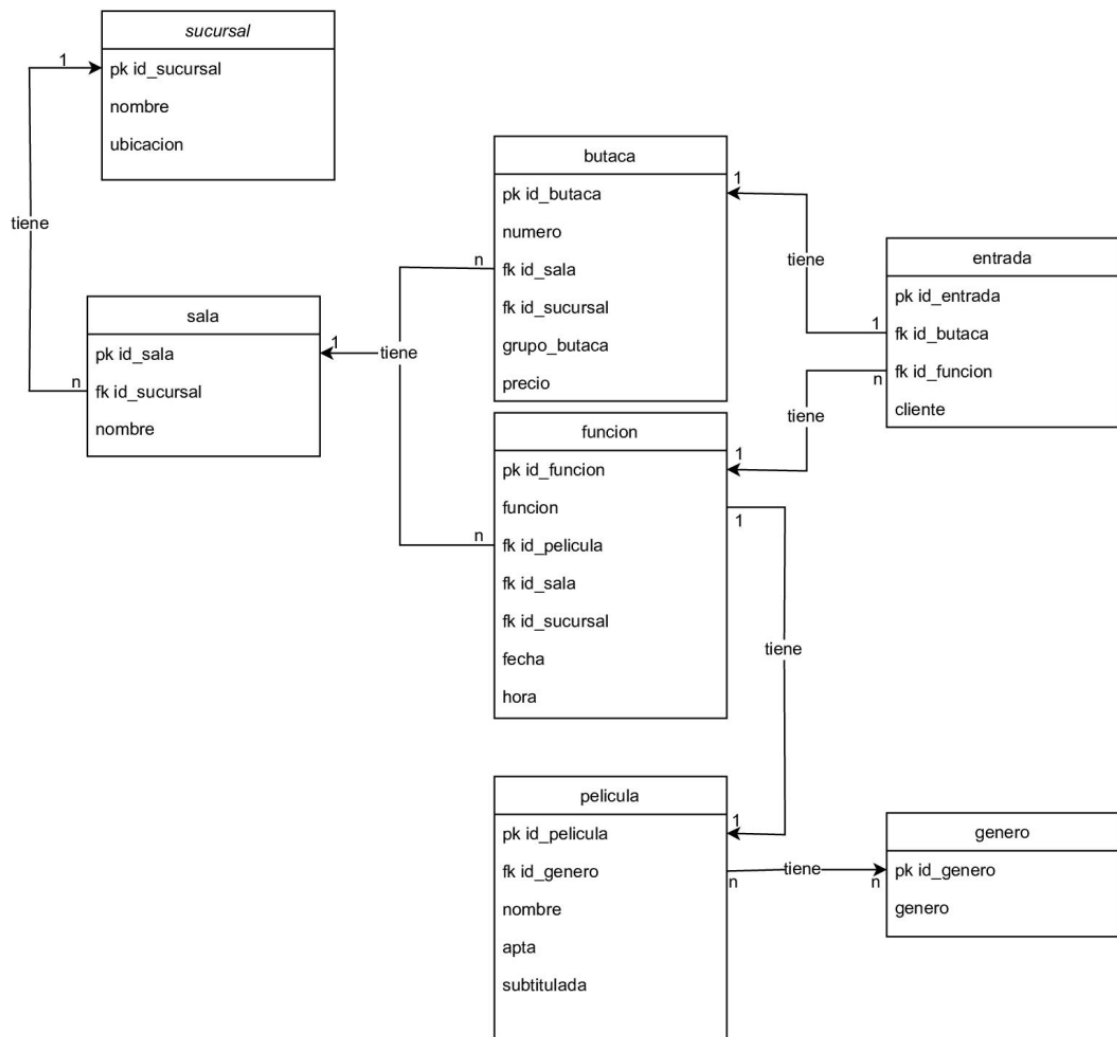 sucursal
pk id_sucursal
nombre
ubicacion
1
tiene
n
sala
pk id_sala
fk id_sucursal
nombre
1
tiene
n
n
butaca
pk id_butaca
numero
fk id_sala
fk id_sucursal
grupo_butaca
precio
1
tiene
1
entrada
pk id_entrada
fk id_butaca
fk id_funcion
cliente
n
tiene
1
funcion
pk id_funcion
funcion
fk id_pelicula
fk id_sala
fk id_sucursal
fecha
hora
1
tiene
1
pelicula
pk id_pelicula
fk id_genero
nombre
apta
subtitulada
n
tiene
n
genero
pk id_genero
genero